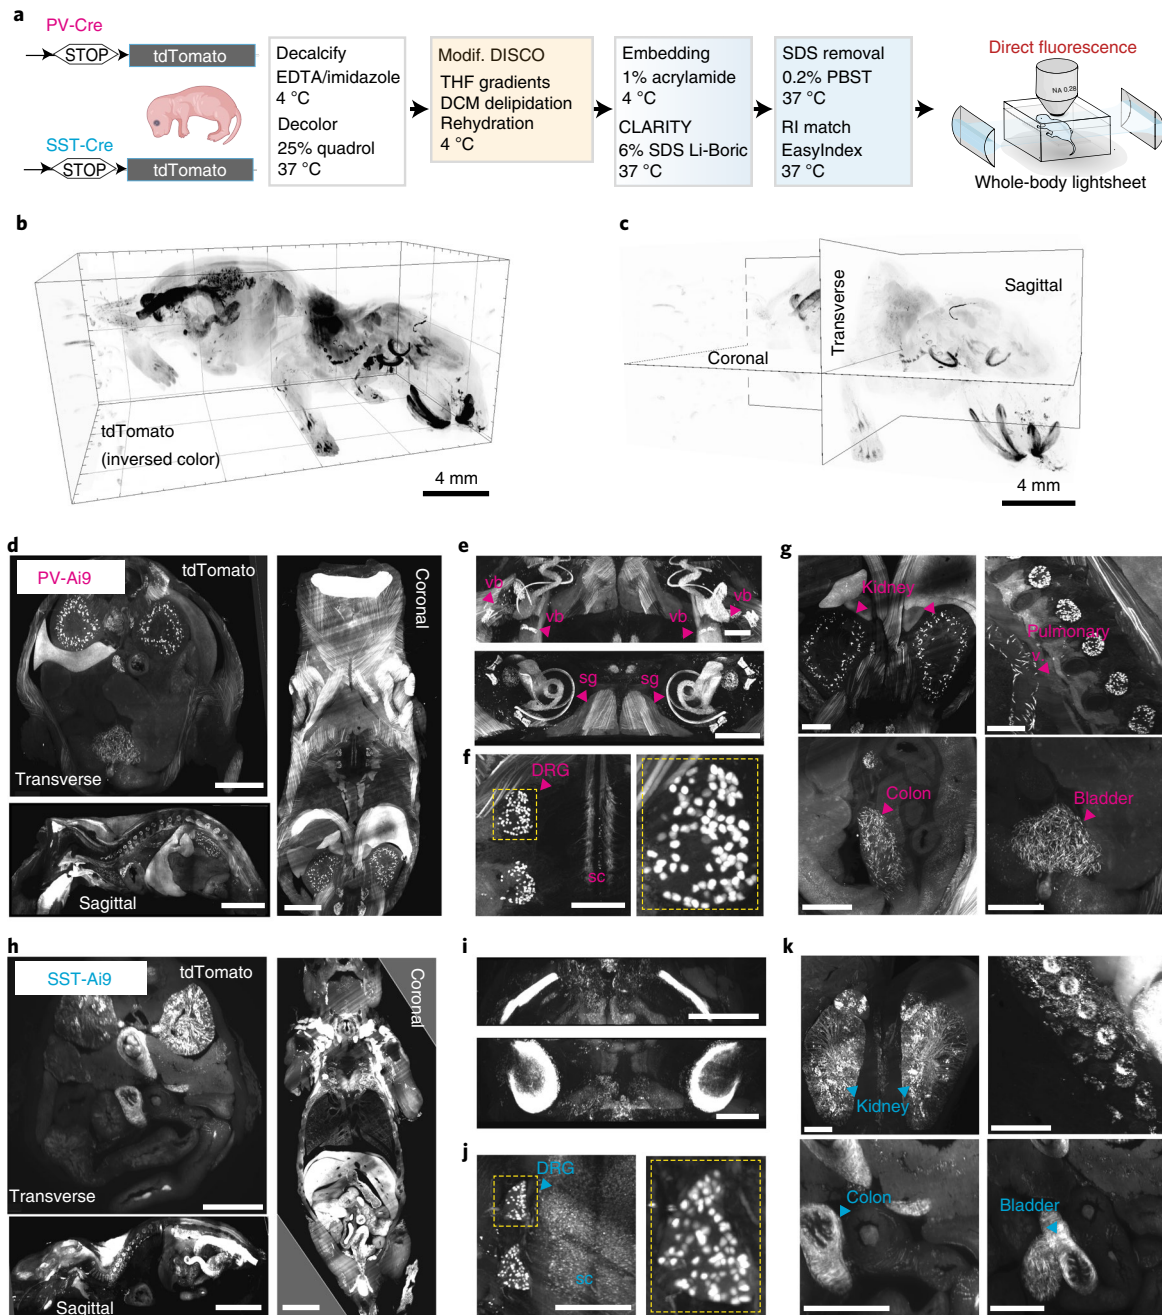 a
PV-Cre
STOP
tdTomato
SST-Cre
STOP
tdTomato
Decalcify
EDTA/imidazole
4 °C
Decolor
25% quadrol
37 °C
Modif. DISCO
THF gradients
DCM delipidation
Rehydration
4 °C
Embedding
1% acrylamide
4 °C
CLARITY
6% SDS Li-Boric
37 °C
SDS removal
0.2% PBST
37 °C
RI match
EasyIndex
37 °C
Direct fluorescence
NA 0.28
Whole-body lightsheet
b
tdTomato
(inversed color)
4 mm
c
Transverse
Sagittal
Coronal
4 mm
d
PV-Ai9
tdTomato
Transverse
Sagittal
Coronal
e
vb
vb
vb
vb
sg
sg
f
DRG
sc
g
Kidney
Pulmonary
v.
Colon
Bladder
h
SST-Ai9
tdTomato
Transverse
Sagittal
Coronal
i
j
DRG
sc
k
Kidney
Colon
Bladder